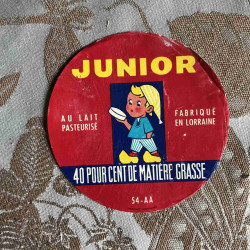 JUNIOR
AU LAIT
PASTEURISÉ
FABRIQUÉ
EN LORRAINE
40 POUR CENT DE MATIÈRE GRASSE
54-AA